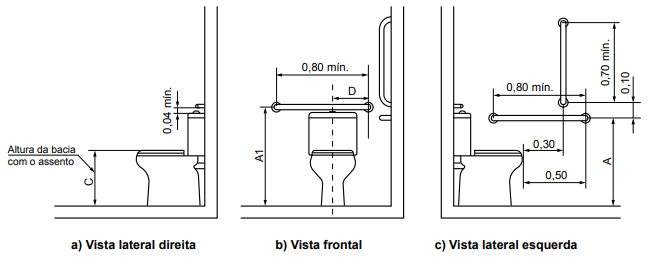 0,80 mín.
D
0,04 mín.
Altura da bacia
com o assento
C
A1
0,80 mín.
0,70 mín.
0,10
0,30
0,50
A
a) Vista lateral direita
b) Vista frontal
c) Vista lateral esquerda